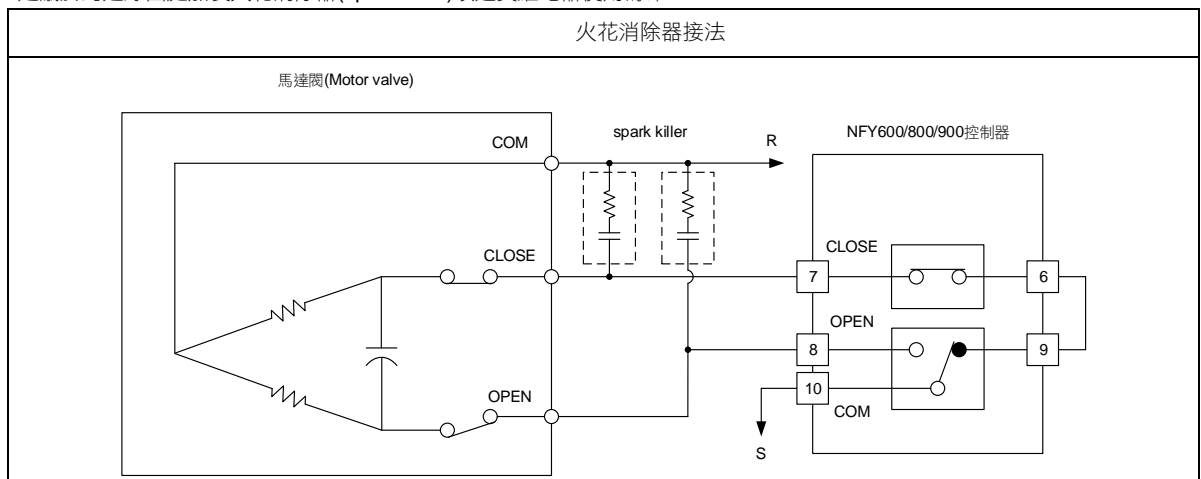 火花消除器接法
馬達閥(Motor valve)
COM
spark killer
R
NFY600/800/900控制器
CLOSE
CLOSE
7
6
OPEN
8
9
OPEN
10
COM
S